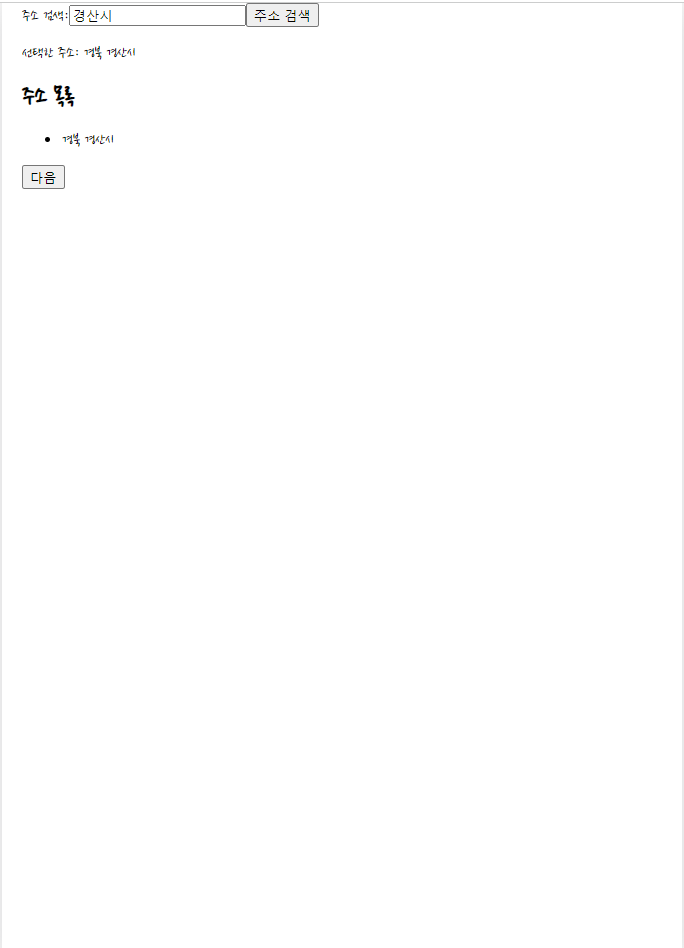 주소 검색: 경산시 주소 검색
선택한 주소: 경북 경산시
주소 목록
경북 경산시
다음